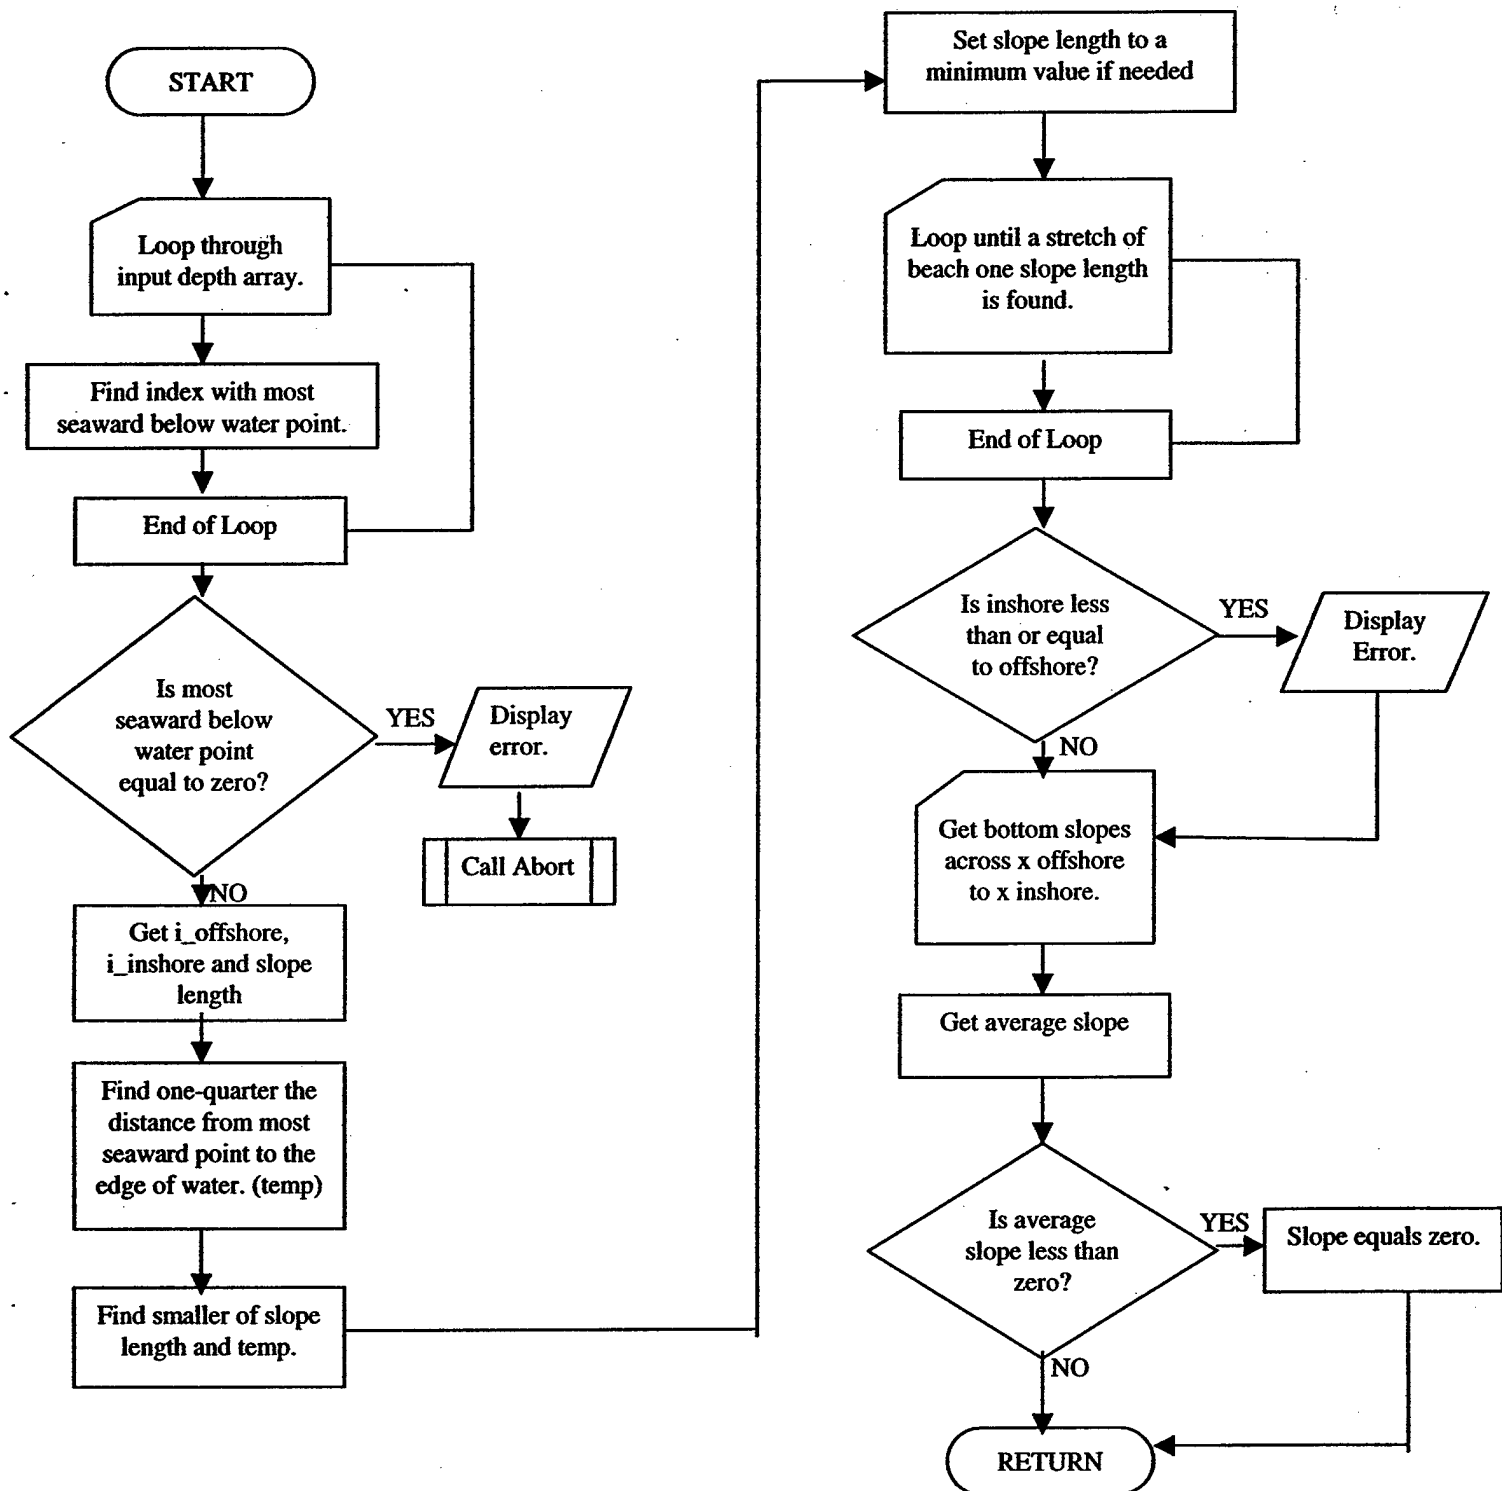 START
Loop through
input depth array.
Find index with most
seaward below water point.
End of Loop
Is most
seaward below
water point
equal to zero?
YES
Display
error.
Call Abort
NO
Get i_offshore,
i_inshore and slope
length
Find one-quarter the
distance from most
seaward point to the
edge of water. (temp)
Find smaller of slope
length and temp.
Set slope length to a
minimum value if needed
Loop until a stretch of
beach one slope length
is found.
End of Loop
Is inshore less
than or equal
to offshore?
YES
Display
Error.
NO
Get bottom slopes
across x offshore
to x inshore.
Get average slope
Is average
slope less than
zero?
YES
Slope equals zero.
NO
RETURN